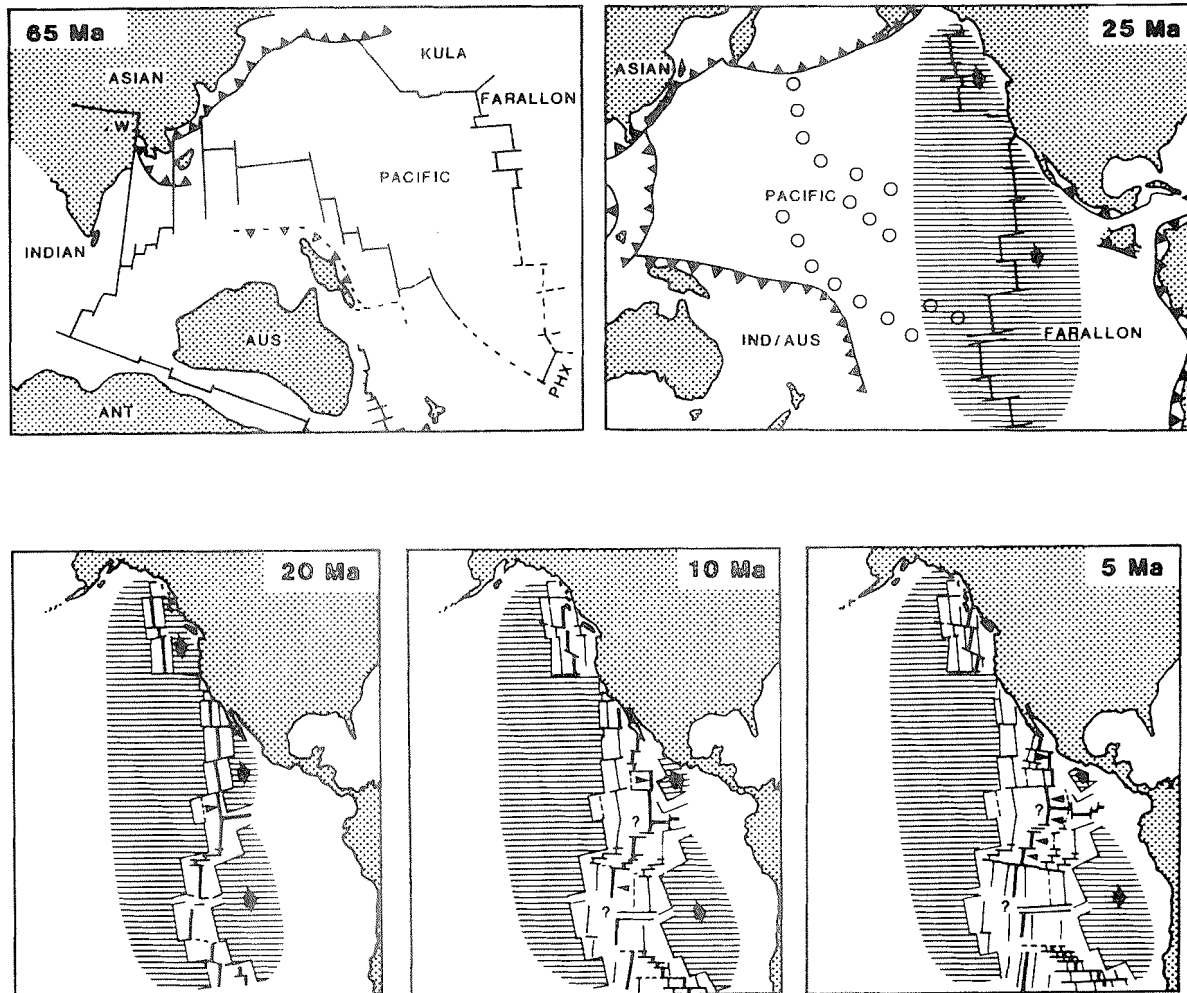 65 Ma
KULA
ASIAN
FARALLON
W
PACIFIC
INDIAN
AUS
PHX
ANT
25 Ma
ASIAN
PACIFIC
IND/AUS
FARALLON
20 Ma
10 Ma
?
?
5 Ma
?
?